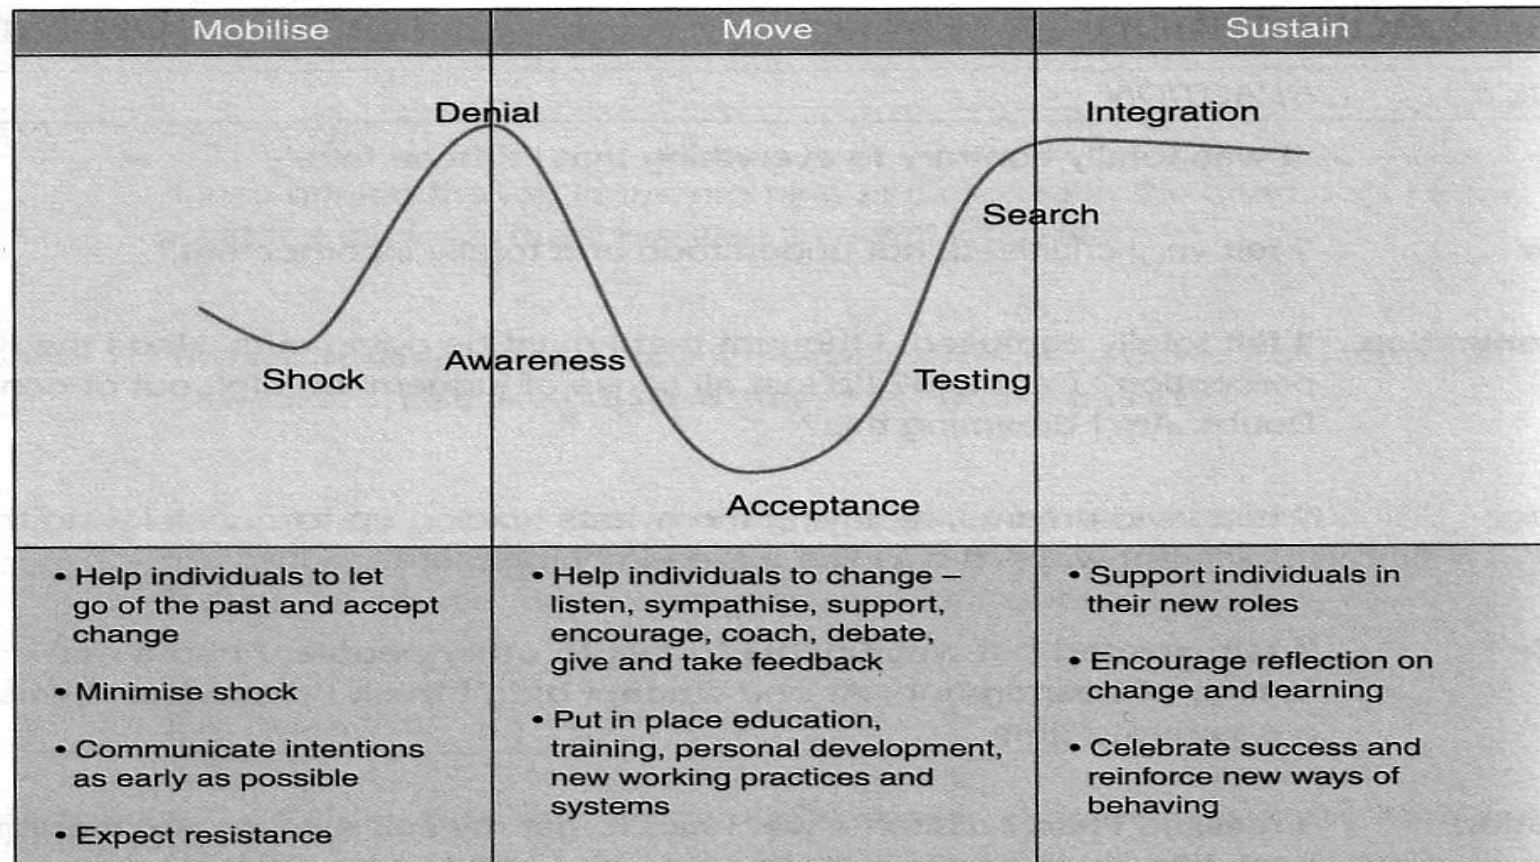 Mobilise
Move
Sustain
Denial
Integration
Search
Shock
Awareness
Testing
Acceptance
• Help individuals to let
go of the past and accept
change
• Minimise shock
• Communicate intentions
as early as possible
• Expect resistance
• Help individuals to change –
listen, sympathise, support,
encourage, coach, debate,
give and take feedback
• Put in place education,
training, personal development,
new working practices and
systems
• Support individuals in
their new roles
• Encourage reflection on
change and learning
• Celebrate success and
reinforce new ways of
behaving